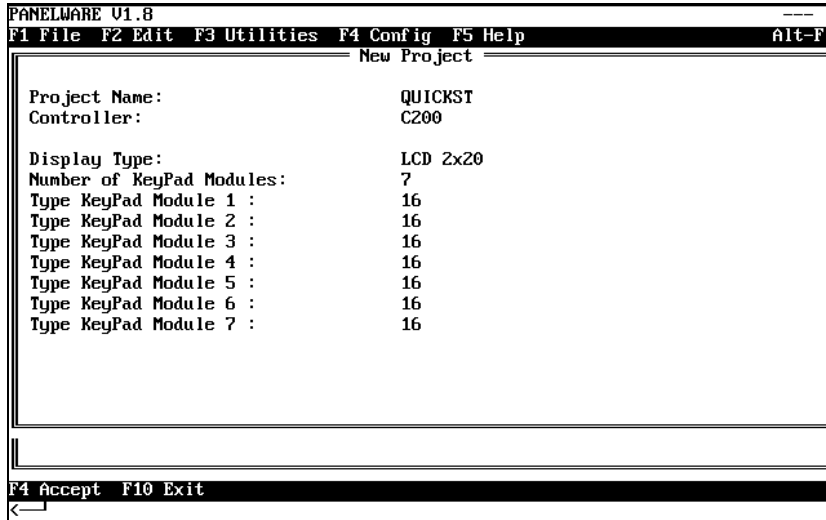 PANELWARE V1.8 ---
F1 File F2 Edit F3 Utilities F4 Config F5 Help Alt-F
New Project
Project Name: QUICKST
Controller: C200
Display Type: LCD 2x20
Number of KeyPad Modules: 7
Type KeyPad Module 1 : 16
Type KeyPad Module 2 : 16
Type KeyPad Module 3 : 16
Type KeyPad Module 4 : 16
Type KeyPad Module 5 : 16
Type KeyPad Module 6 : 16
Type KeyPad Module 7 : 16
F4 Accept F10 Exit